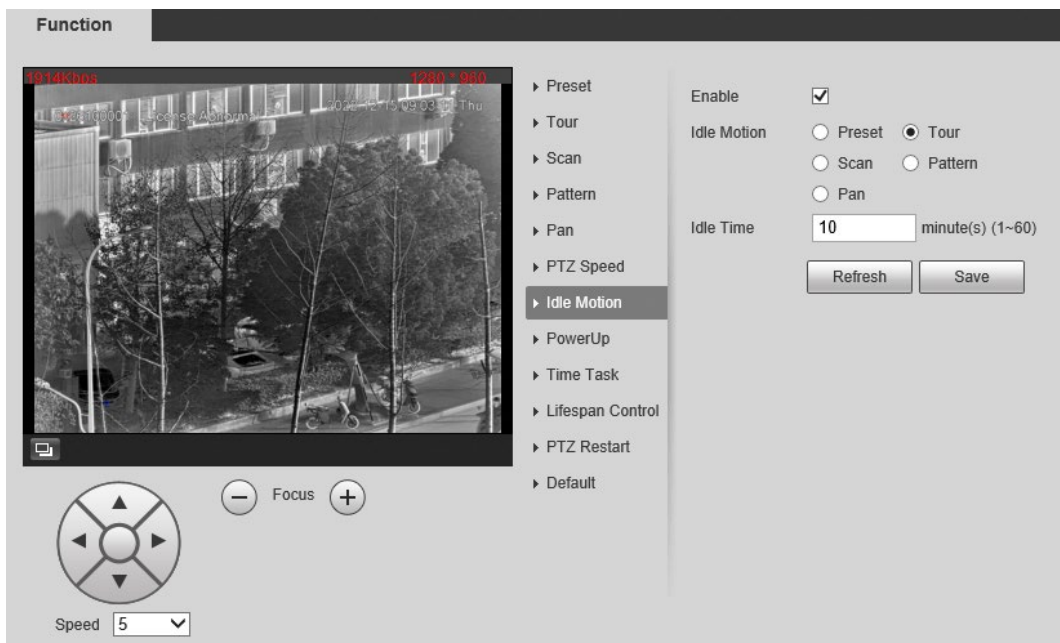 Function
1914Kbps
1280 * 960
Thu
Preset
Tour
Scan
Pattern
Pan
PTZ Speed
Idle Motion
PowerUp
Time Task
Lifespan Control
PTZ Restart
Default
Enable
Idle Motion
Preset
Tour
Scan
Pattern
Pan
Idle Time
10
minute(s) (1~60)
Refresh
Save
Focus
Speed
5